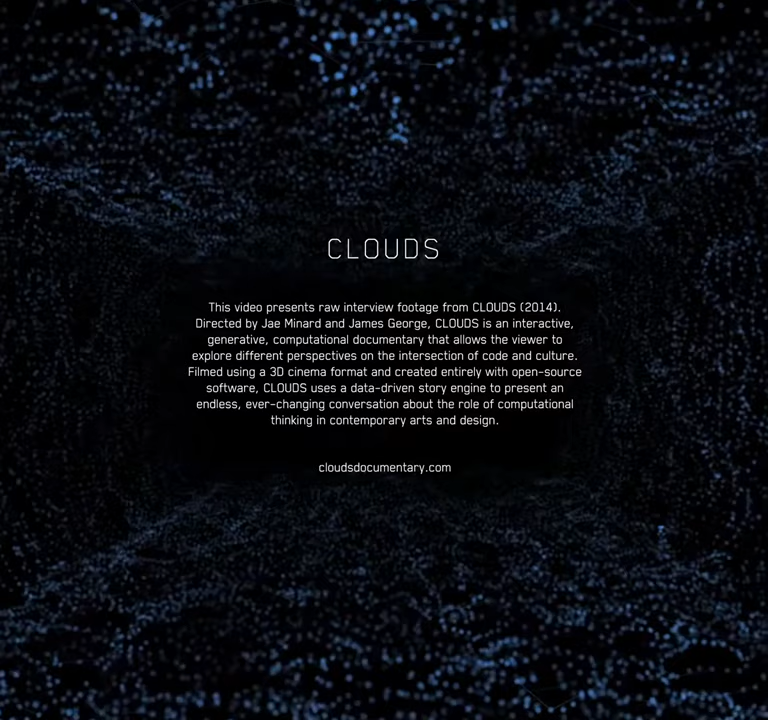 CLOUDS
This video presents raw interview footage from CLOUDS (2014).
Directed by Jae Minard and James George, CLOUDS is an interactive,
generative, computational documentary that allows the viewer to
explore different perspectives on the intersection of code and culture.
Filmed using a 3D cinema format and created entirely with open-source
software, CLOUDS uses a data-driven story engine to present an
endless, ever-changing conversation about the role of computational
thinking in contemporary arts and design.
cloudsdocumentary.com